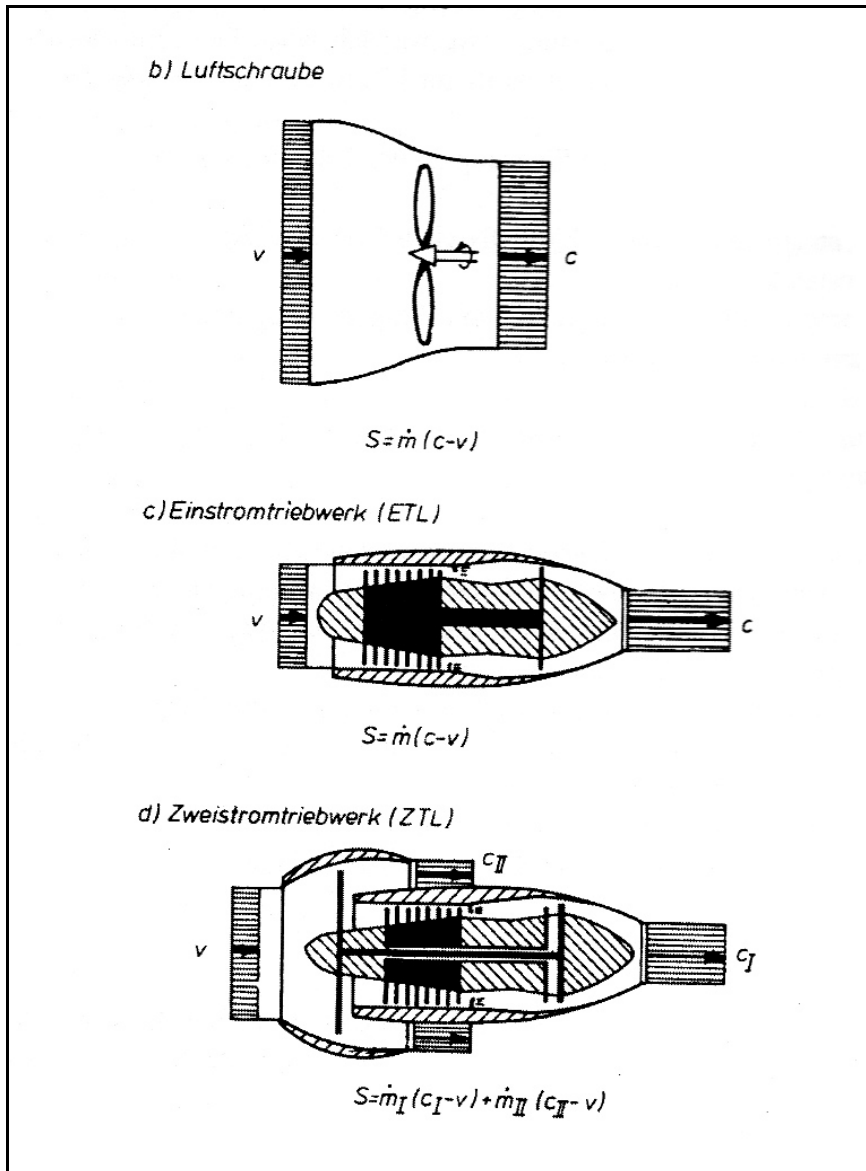 b) Luftschraube
v
c
S=ṁ(c-v)
c) Einstromtriebwerk (ETL)
v
c
S=ṁ(c-v)
d) Zweistromtriebwerk (ZTL)
c_II
v
c_I
S=ṁ_I(c_I-v)+ṁ_II(c_II-v)